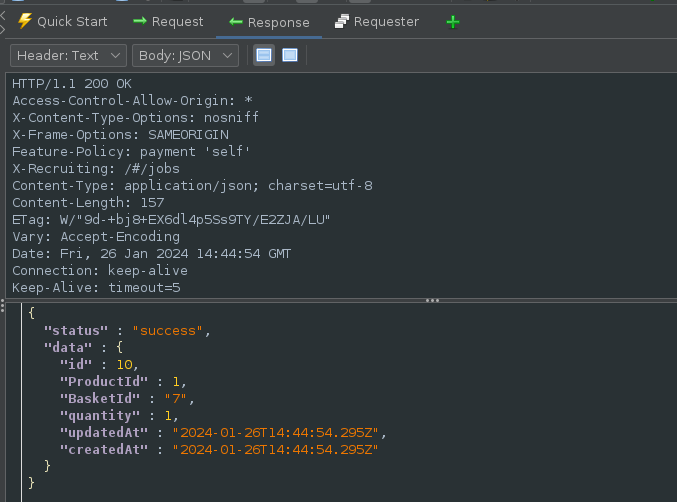 Quick Start Request Response Requester
Header: Text Body: JSON
HTTP/1.1 200 OK
Access-Control-Allow-Origin: *
X-Content-Type-Options: nosniff
X-Frame-Options: SAMEORIGIN
Feature-Policy: payment 'self'
X-Recruiting: /#/jobs
Content-Type: application/json; charset=utf-8
Content-Length: 157
ETag: W/"9d-+bj8+EX6dl4p5Ss9TY/E2ZJA/LU"
Vary: Accept-Encoding
Date: Fri, 26 Jan 2024 14:44:54 GMT
Connection: keep-alive
Keep-Alive: timeout=5
{
"status" : "success",
"data" : {
"id" : 10,
"ProductId" : 1,
"BasketId" : "7",
"quantity" : 1,
"updatedAt" : "2024-01-26T14:44:54.295Z",
"createdAt" : "2024-01-26T14:44:54.295Z"
}
}